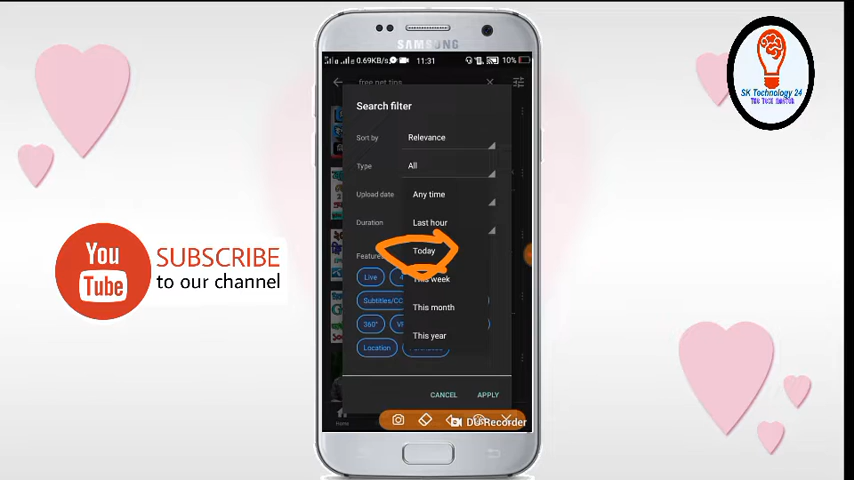 SAMSUNG
0.69KB/s 11:31 10%
free net tips
Search filter
Sort by Relevance
Type All
Upload date Any time
Duration Last hour
Today
Features
This week
Live
Subtitles/CC
This month
360°
This year
Location
CANCEL APPLY
Home
DU Recorder
You
Tube
SUBSCRIBE
to our channel
SK Technology 24